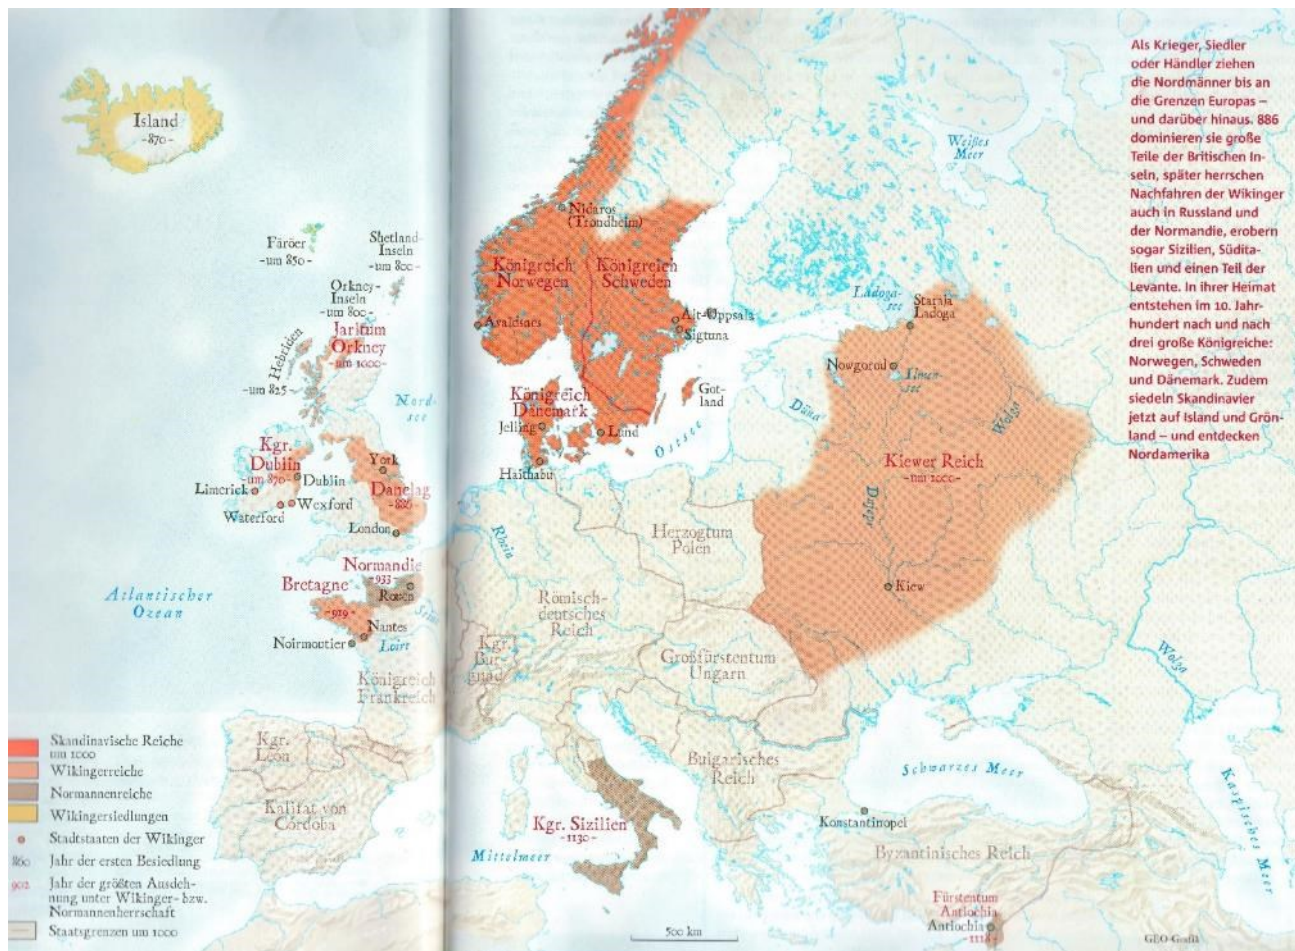 Als Krieger, Siedler
oder Händler ziehen
die Nordmänner bis an
die Grenzen Europas –
und darüber hinaus. 886
dominieren sie große
Teile der Britischen In-
seln, später herrschen
Nachfahren der Wikinger
auch in Russland und
der Normandie, erobern
sogar Sizilien, Südita-
lien und einen Teil der
Levante. In ihrer Heimat
entstehen im 10. Jahr-
hundert nach und nach
drei große Königreiche:
Norwegen, Schweden
und Dänemark. Zudem
siedeln Skandinavier
jetzt auf Island und Grön-
land – und entdecken
Nordamerika
Island
-870-
Färöer
-um 850-
Shetland-
Inseln
-um 800-
Orkney-
Inseln
-um 800-
Jarltum
Orkney
-um 1000-
Hebriden
-um 825-
Nord-
see
Kgr.
Dublin
-um 870-
Dublin
Limerick
Wexford
Waterford
York
Danelag
-886-
London
Normandie
-933-
Rouen
Bretagne
-919-
Nantes
Noirmoutier
Loire
Seine
Atlantischer
Ozean
Königreich
Frankreich
Kgr.
León
Kalifat von
Córdoba
Nidaros
(Trondheim)
Königreich
Norwegen
Königreich
Schweden
Avaldsnes
Alt-Uppsala
Sigtuna
Königreich
Dänemark
Got-
land
Jelling
Lund
Haithabu
Ostsee
Weißes
Meer
Ladoga-
see
Staraja
Ladoga
Nowgorod
Ilmen-
see
Düna
Wolga
Kiewer Reich
-um 1000-
Dnjepr
Kiew
Rhein
Herzogtum
Polen
Römisch-
deutsches
Reich
Kgr.
Bur-
gund
Großfürstentum
Ungarn
Bulgarisches
Reich
Wolga
Schwarzes Meer
Kaspisches Meer
Konstantinopel
Byzantinisches Reich
Kgr. Sizilien
-1130-
Mittelmeer
Fürstentum
Antiochia
Antiochia
500 km
GEO-Grafik
Skandinavische Reiche
um 1000
Wikingerreiche
Normannenreiche
Wikingersiedlungen
Stadtstaaten der Wikinger
860 Jahr der ersten Besiedlung
902 Jahr der größten Ausdeh-
nung unter Wikinger- bzw.
Normannenherrschaft
Staatsgrenzen um 1000